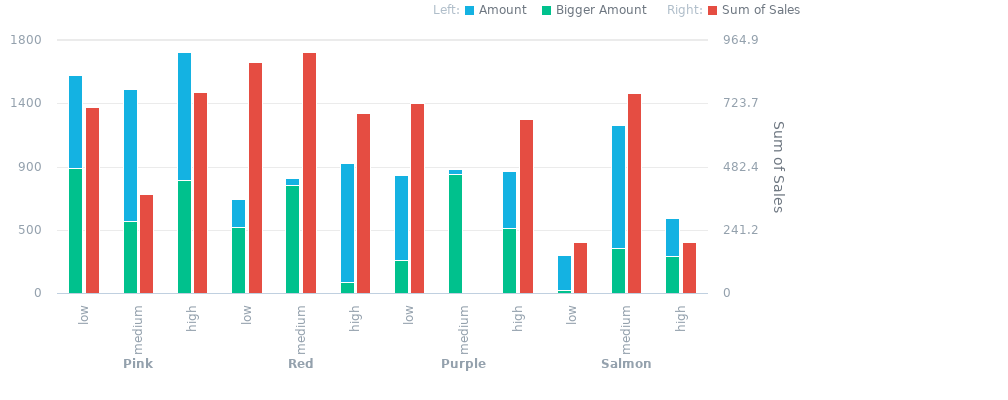 Left: Amount Bigger Amount Right: Sum of Sales
1800 964.9
1400 723.7
900 482.4
500 241.2
0 0
Sum of Sales
low medium high low medium high low medium high low medium high
Pink Red Purple Salmon